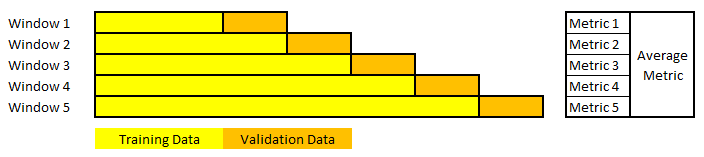 Window 1
Metric 1
Window 2
Metric 2
Window 3
Metric 3
Window 4
Metric 4
Window 5
Metric 5
Average
Metric
Training Data
Validation Data